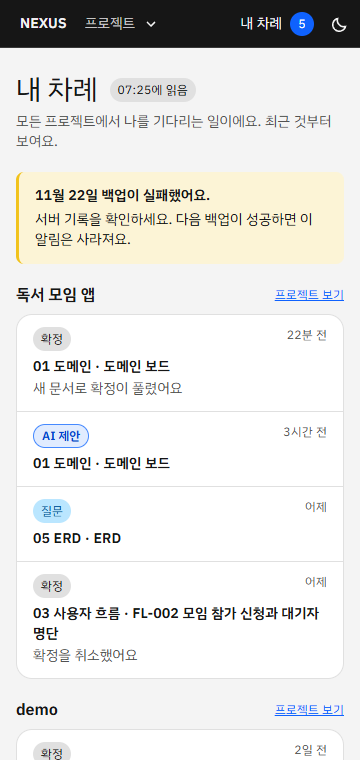 NEXUS 프로젝트 내 차례 5
내 차례 07:25에 읽음
모든 프로젝트에서 나를 기다리는 일이에요. 최근 것부터
보여요.
11월 22일 백업이 실패했어요.
서버 기록을 확인하세요. 다음 백업이 성공하면 이
알림은 사라져요.
독서 모임 앱 프로젝트 보기
확정 22분 전
01 도메인 · 도메인 보드
새 문서로 확정이 풀렸어요
AI 제안 3시간 전
01 도메인 · 도메인 보드
질문 어제
05 ERD · ERD
확정 어제
03 사용자 흐름 · FL-002 모임 참가 신청과 대기자
명단
확정을 취소했어요
demo 프로젝트 보기
확정 2일 전